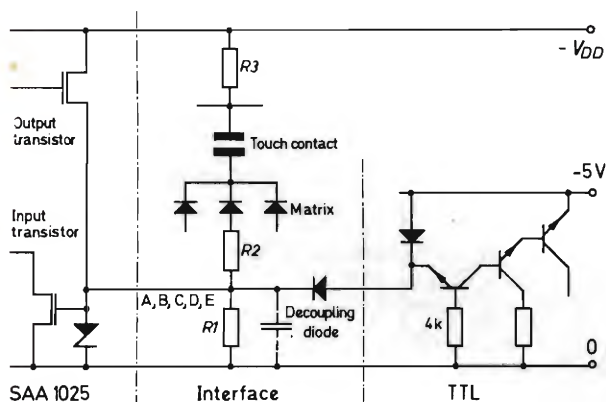 - VDD
R3
Output
transistor
Touch contact
-5V
Input
transistor
Matrix
R2
A, B, C, D, E
Decoupling
diode
R1
4k
0
SAA 1025
Interface
TTL